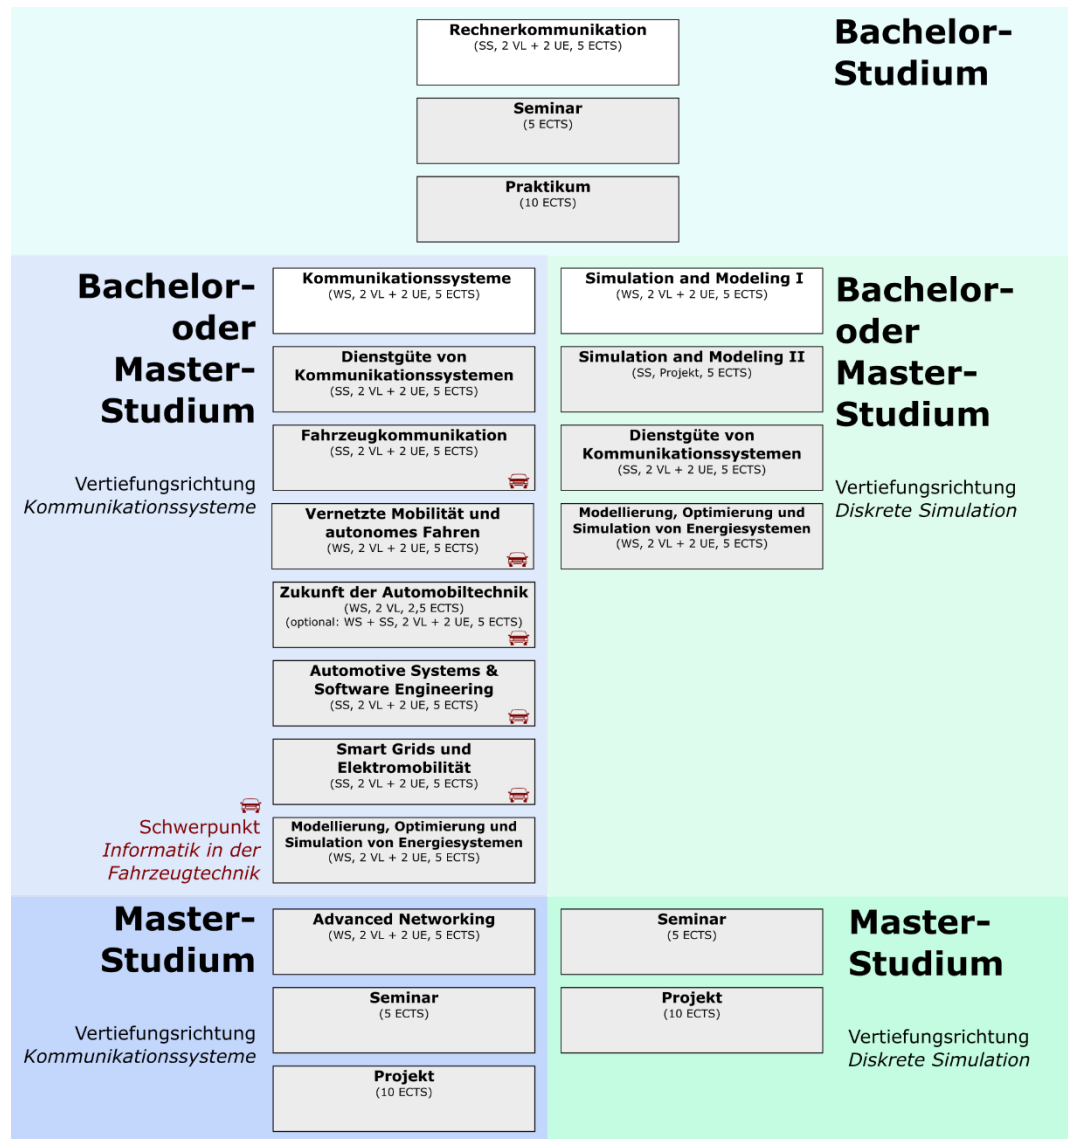 Bachelor-
Studium
Rechnerkommunikation
(SS, 2 VL + 2 UE, 5 ECTS)
Seminar
(5 ECTS)
Praktikum
(10 ECTS)
Bachelor-
oder
Master-
Studium
Vertiefungsrichtung
Kommunikationssysteme
Kommunikationssysteme
(WS, 2 VL + 2 UE, 5 ECTS)
Dienstgüte von
Kommunikationssystemen
(SS, 2 VL + 2 UE, 5 ECTS)
Fahrzeugkommunikation
(SS, 2 VL + 2 UE, 5 ECTS)
Vernetzte Mobilität und
autonomes Fahren
(WS, 2 VL + 2 UE, 5 ECTS)
Zukunft der Automobiltechnik
(WS, 2 VL, 2,5 ECTS)
(optional: WS + SS, 2 VL + 2 UE, 5 ECTS)
Automotive Systems &
Software Engineering
(SS, 2 VL + 2 UE, 5 ECTS)
Smart Grids und
Elektromobilität
(SS, 2 VL + 2 UE, 5 ECTS)
Modellierung, Optimierung und
Simulation von Energiesystemen
(WS, 2 VL + 2 UE, 5 ECTS)
Schwerpunkt
Informatik in der
Fahrzeugtechnik
Simulation and Modeling I
(WS, 2 VL + 2 UE, 5 ECTS)
Simulation and Modeling II
(SS, Projekt, 5 ECTS)
Dienstgüte von
Kommunikationssystemen
(SS, 2 VL + 2 UE, 5 ECTS)
Modellierung, Optimierung und
Simulation von Energiesystemen
(WS, 2 VL + 2 UE, 5 ECTS)
Bachelor-
oder
Master-
Studium
Vertiefungsrichtung
Diskrete Simulation
Master-
Studium
Vertiefungsrichtung
Kommunikationssysteme
Advanced Networking
(WS, 2 VL + 2 UE, 5 ECTS)
Seminar
(5 ECTS)
Projekt
(10 ECTS)
Seminar
(5 ECTS)
Projekt
(10 ECTS)
Master-
Studium
Vertiefungsrichtung
Diskrete Simulation